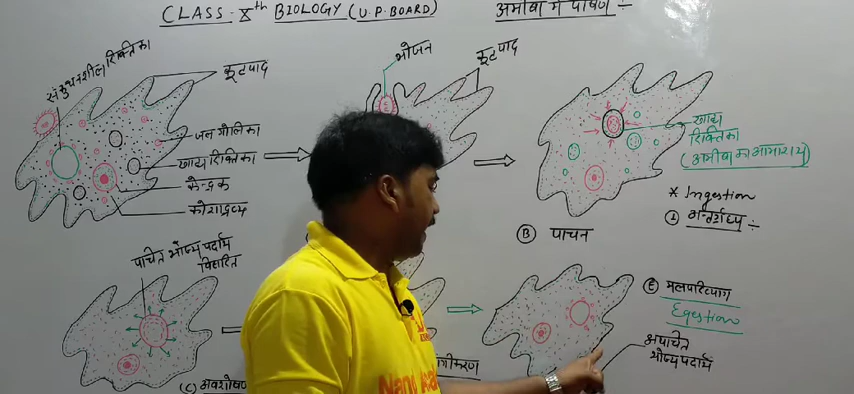 CLASS - Xth BIOLOGY (U.P. BOARD)
अमीबा में पोषण :-
संकुचनशील रिक्तिका
कूटपाद
जल गोलिका
खाद्य रिक्तिका
केन्द्रक
कोशाद्रव्य
भोजन
कूटपाद
खाद्य
रिक्तिका
(अमीबा का आमाशय)
* Ingestion
① अन्तर्ग्रहण :-
Ⓑ पाचन
पाचित भोज्य पदार्थ
विसरित
Ⓒ अवशोषण
Ⓔ मलपरित्याग
Egestion
अपाचित
भोज्य पदार्थ